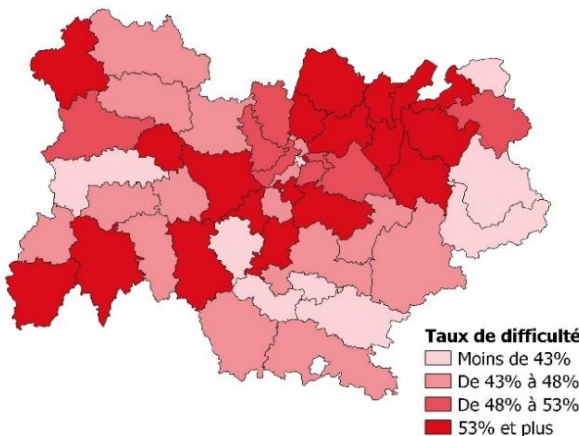 Taux de difficulté
Moins de 43%
De 43% à 48%
De 48% à 53%
53% et plus